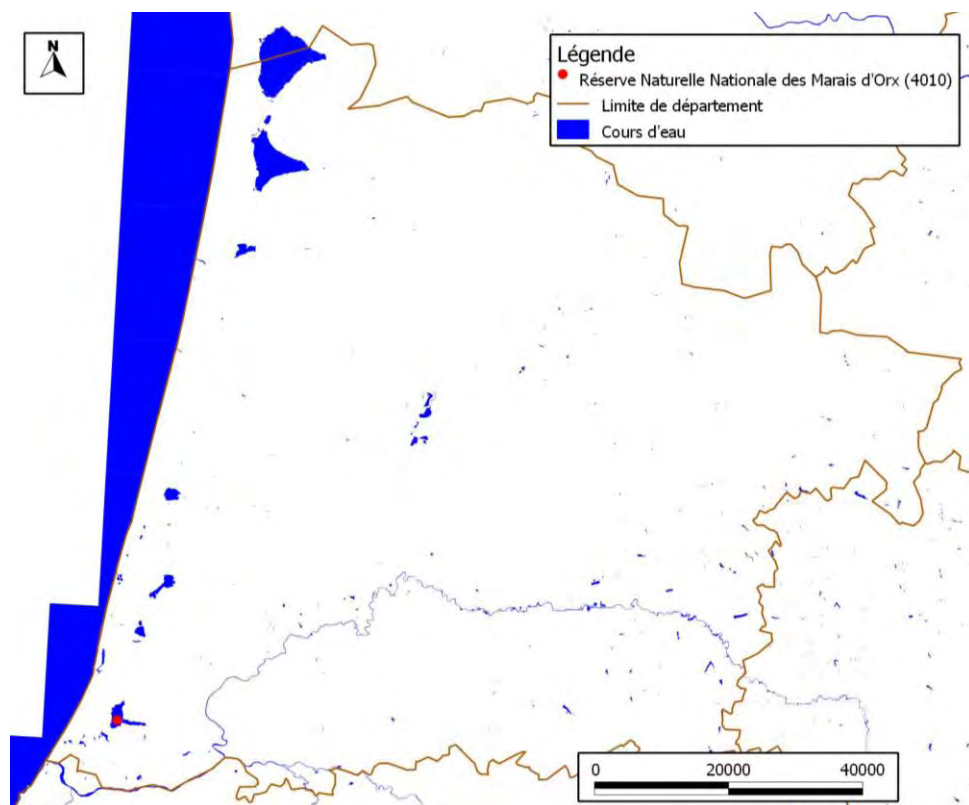 N
Légende
Réserve Naturelle Nationale des Marais d'Orx (4010)
Limite de département
Cours d'eau
0 20000 40000